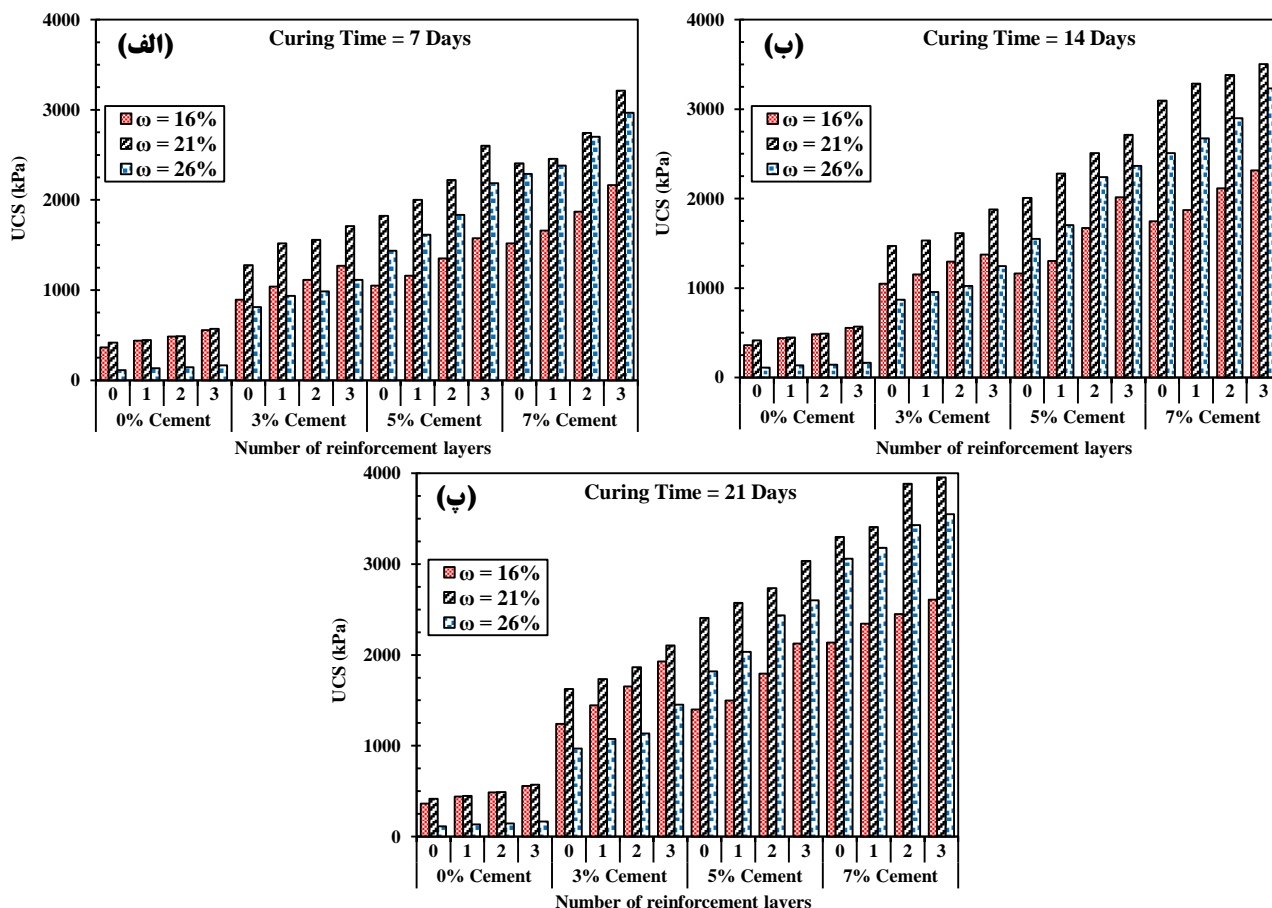 (الف)
Curing Time = 7 Days
ω = 16%
ω = 21%
ω = 26%
UCS (kPa)
4000
3000
2000
1000
0
0 1 2 3 0 1 2 3 0 1 2 3 0 1 2 3
0% Cement 3% Cement 5% Cement 7% Cement
Number of reinforcement layers
(ب)
Curing Time = 14 Days
ω = 16%
ω = 21%
ω = 26%
UCS (kPa)
4000
3000
2000
1000
0
0 1 2 3 0 1 2 3 0 1 2 3 0 1 2 3
0% Cement 3% Cement 5% Cement 7% Cement
Number of reinforcement layers
(پ)
Curing Time = 21 Days
ω = 16%
ω = 21%
ω = 26%
UCS (kPa)
4000
3000
2000
1000
0
0 1 2 3 0 1 2 3 0 1 2 3 0 1 2 3
0% Cement 3% Cement 5% Cement 7% Cement
Number of reinforcement layers